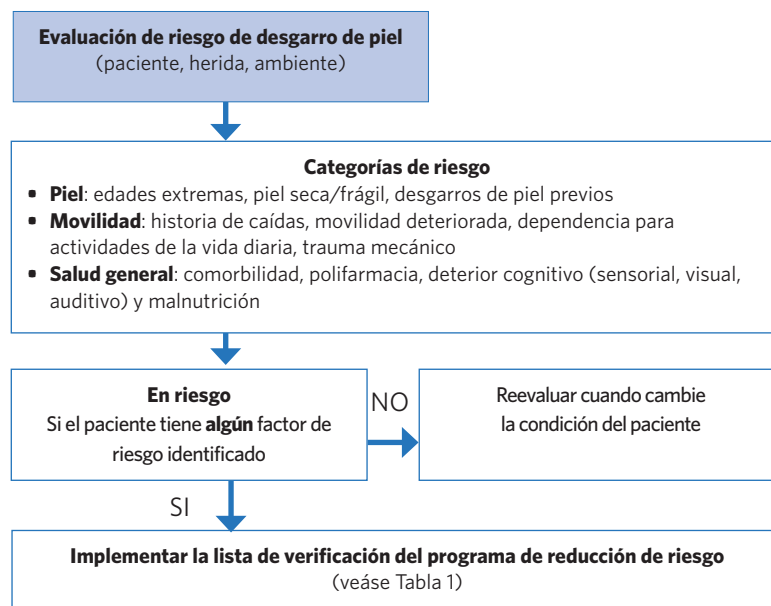 Evaluación de riesgo de desgarro de piel
(paciente, herida, ambiente)
Categorías de riesgo
• Piel: edades extremas, piel seca/frágil, desgarros de piel previos
• Movilidad: historia de caídas, movilidad deteriorada, dependencia para
actividades de la vida diaria, trauma mecánico
• Salud general: comorbilidad, polifarmacia, deterior cognitivo (sensorial, visual,
auditivo) y malnutrición
En riesgo
Si el paciente tiene algún factor de
riesgo identificado
NO
Reevaluar cuando cambie
la condición del paciente
SI
Implementar la lista de verificación del programa de reducción de riesgo
(veáse Tabla 1)